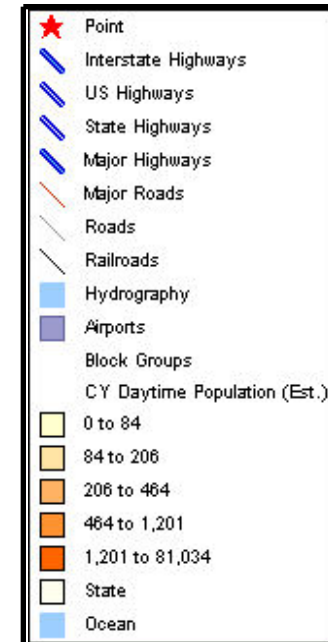 Point
Interstate Highways
US Highways
State Highways
Major Highways
Major Roads
Roads
Railroads
Hydrography
Airports
Block Groups
CY Daytime Population (Est.)
0 to 84
84 to 206
206 to 464
464 to 1,201
1,201 to 81,034
State
Ocean